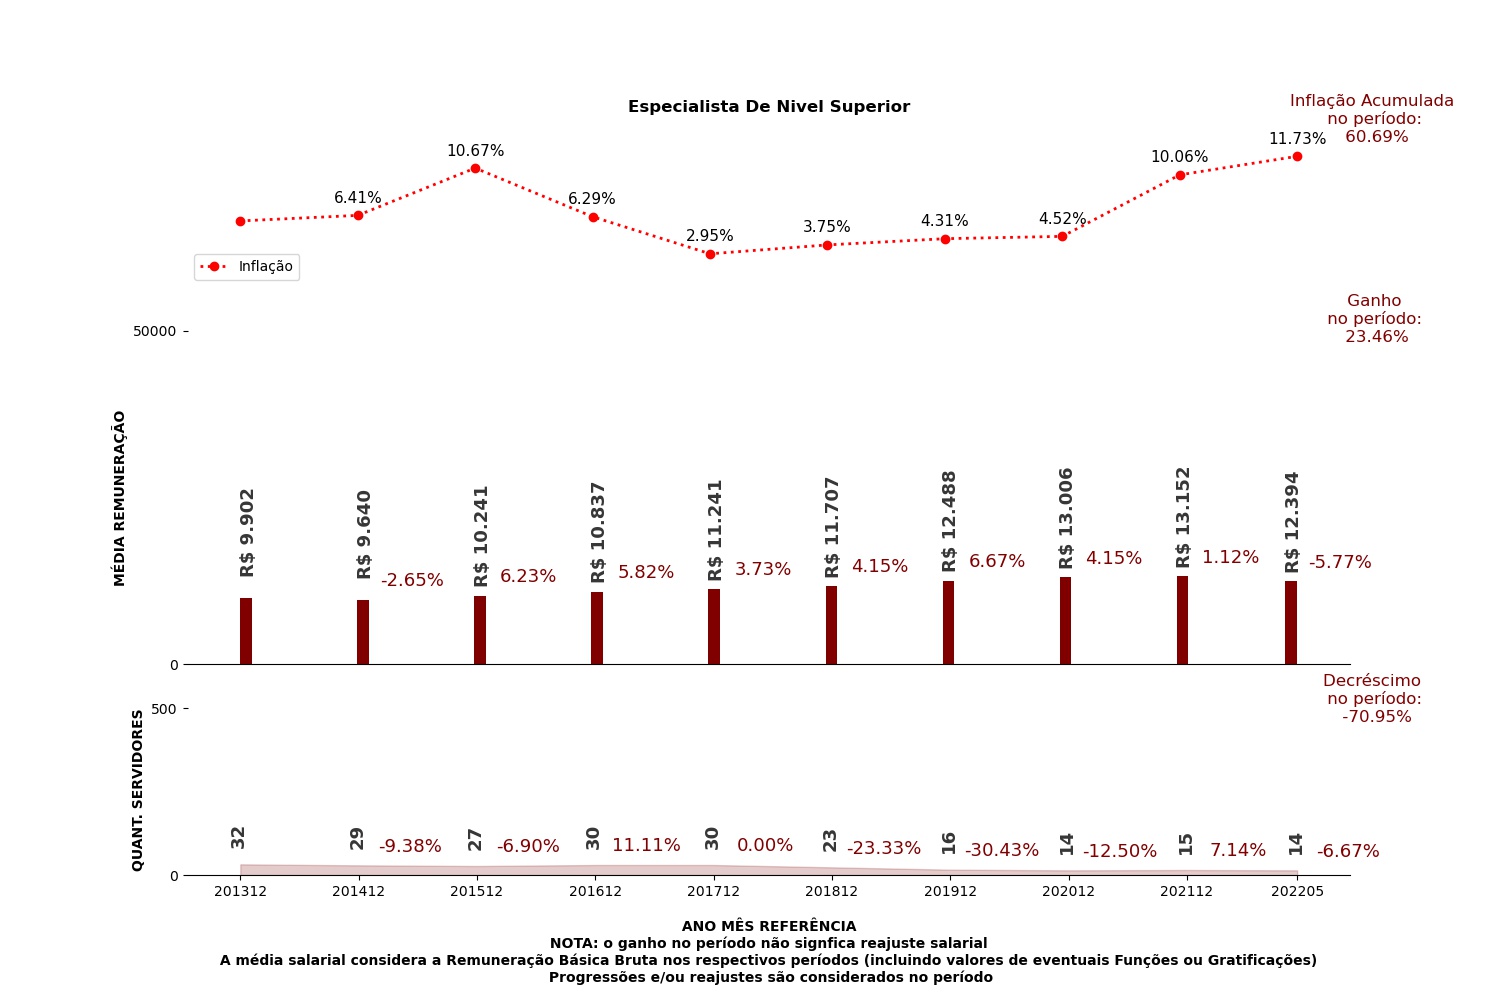 Especialista De Nivel Superior
Inflação Acumulada
no período:
60.69%
6.41%
10.67%
6.29%
2.95%
3.75%
4.31%
4.52%
10.06%
11.73%
Inflação
Ganho
no período:
23.46%
50000
0
MÉDIA REMUNERAÇÃO
R$ 9.902
R$ 9.640
R$ 10.241
R$ 10.837
R$ 11.241
R$ 11.707
R$ 12.488
R$ 13.006
R$ 13.152
R$ 12.394
-2.65%
6.23%
5.82%
3.73%
4.15%
6.67%
4.15%
1.12%
-5.77%
Decréscimo
no período:
-70.95%
500
0
QUANT. SERVIDORES
32
29
27
30
30
23
16
14
15
14
-9.38%
-6.90%
11.11%
0.00%
-23.33%
-30.43%
-12.50%
7.14%
-6.67%
201312
201412
201512
201612
201712
201812
201912
202012
202112
202205
ANO MÊS REFERÊNCIA
NOTA: o ganho no período não signfica reajuste salarial
A média salarial considera a Remuneração Básica Bruta nos respectivos períodos (incluindo valores de eventuais Funções ou Gratificações)
Progressões e/ou reajustes são considerados no período